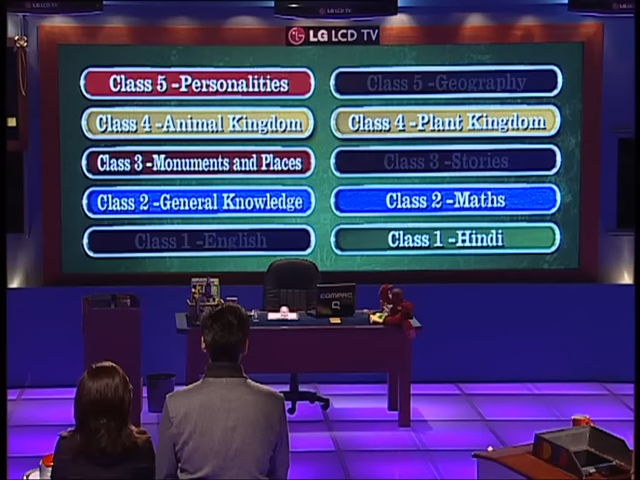 LG LCD TV
Class 5 -Personalities
Class 5 -Geography
Class 4 -Animal Kingdom
Class 4 -Plant Kingdom
Class 3 -Monuments and Places
Class 3 -Stories
Class 2 -General Knowledge
Class 2 -Maths
Class 1 -English
Class 1 -Hindi
COMPAQ